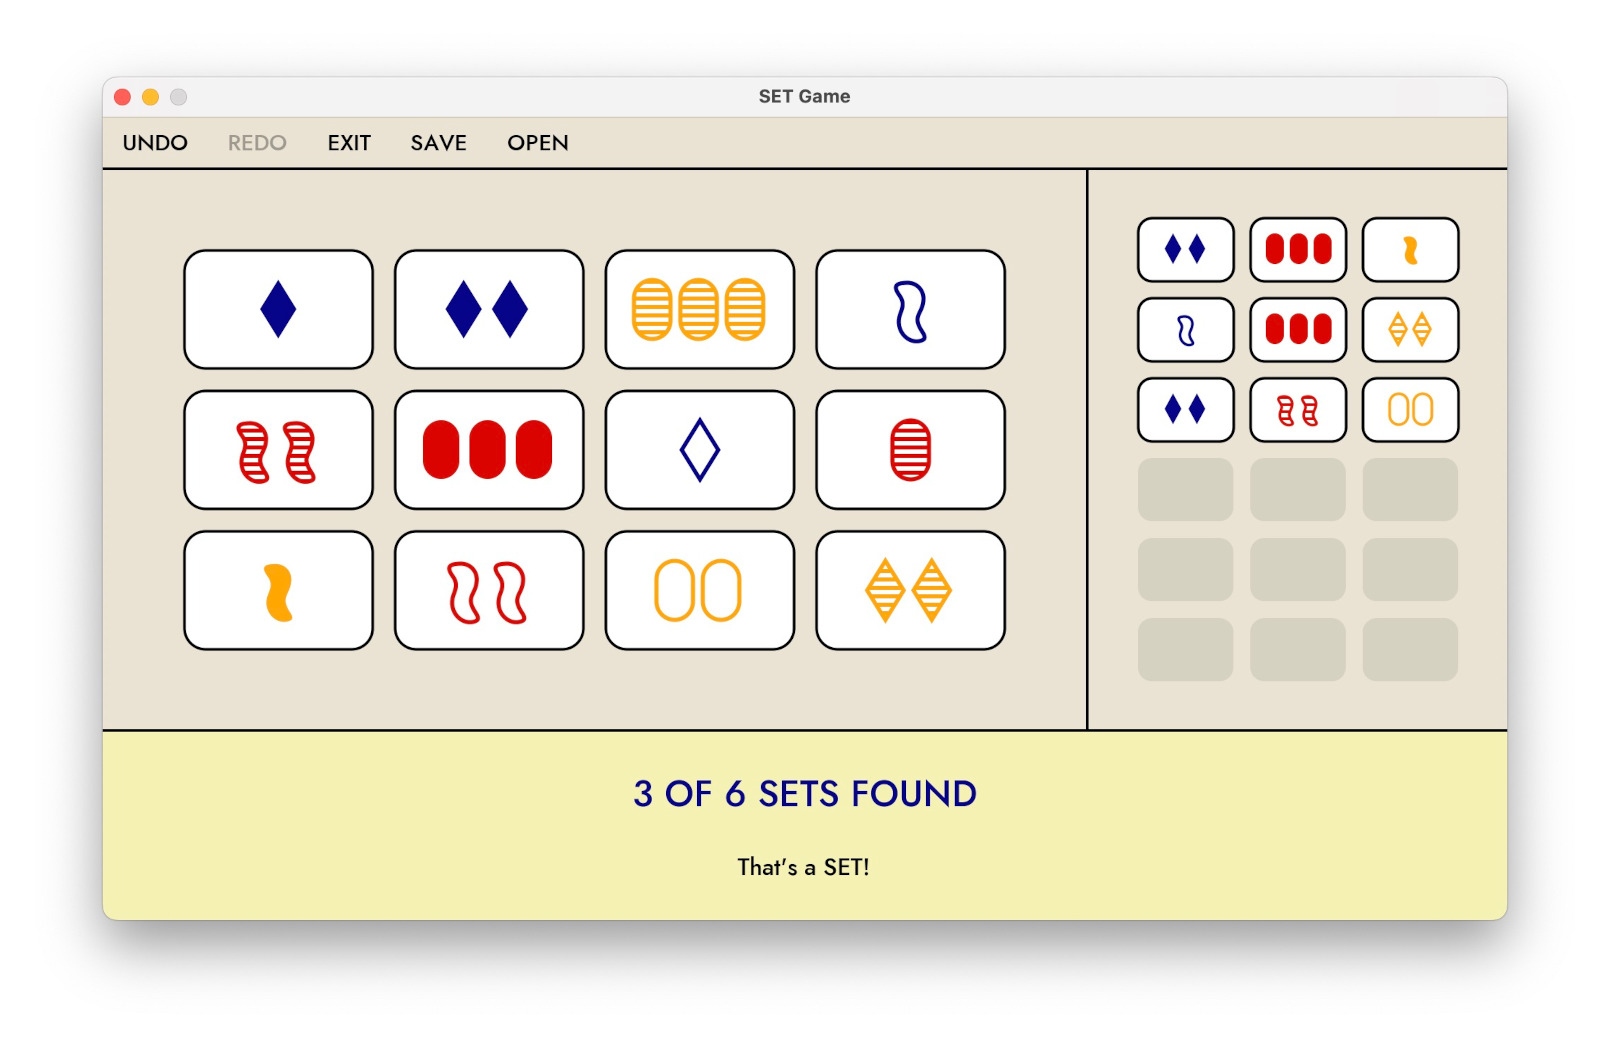 SET Game
UNDO REDO EXIT SAVE OPEN
3 OF 6 SETS FOUND
That's a SET!